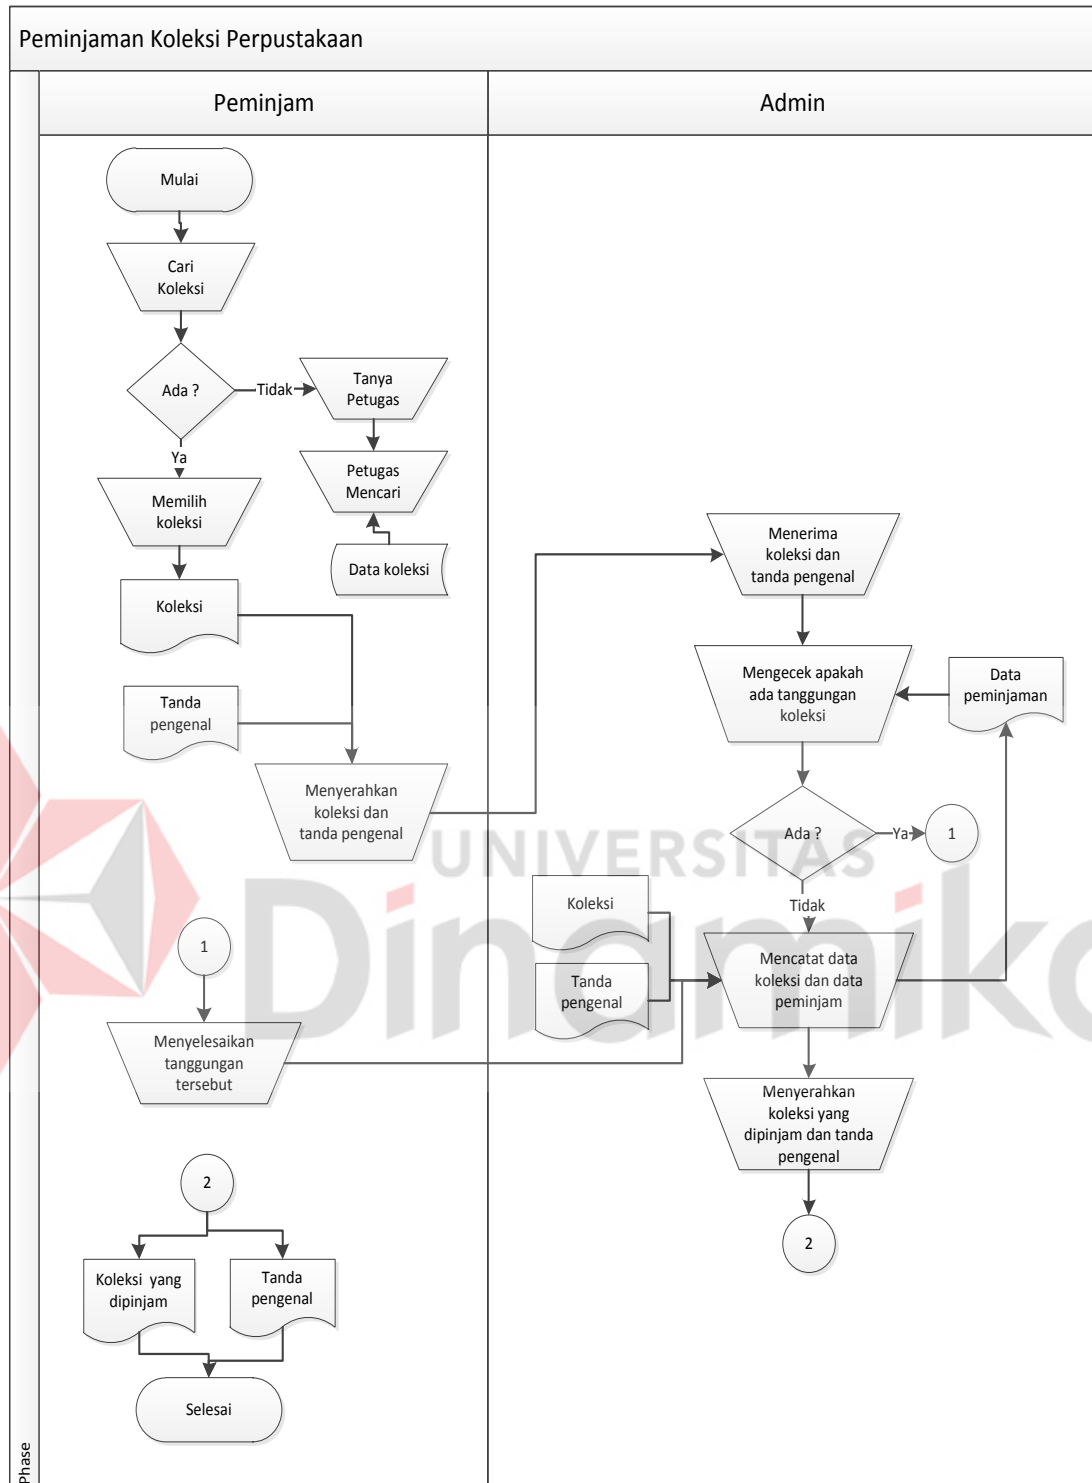 Peminjaman Koleksi Perpustakaan
Peminjam
Admin
Mulai
Cari
Koleksi
Ada ?
Tidak
Tanya
Petugas
Ya
Petugas
Mencari
Memilih
koleksi
Data koleksi
Koleksi
Tanda
pengenal
Menyerahkan
koleksi dan
tanda pengenal
Menerima
koleksi dan
tanda pengenal
Mengecek apakah
ada tanggungan
koleksi
Data
peminjaman
Ada ?
Ya
1
Tidak
UNIVERSITAS
Dinamika
Koleksi
Tanda
pengenal
Mencatat data
koleksi dan data
peminjam
1
Menyelesaikan
tanggungan
tersebut
Menyerahkan
koleksi yang
dipinjam dan tanda
pengenal
2
2
Koleksi yang
dipinjam
Tanda
pengenal
Selesai
Phase